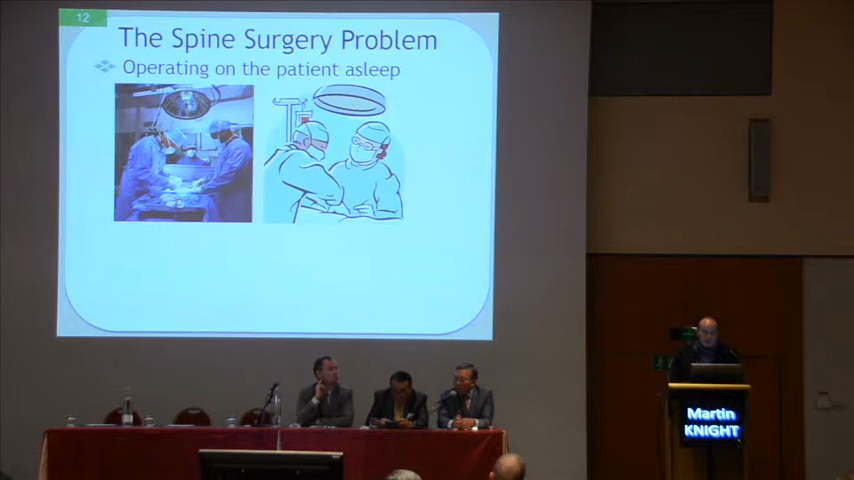 12
The Spine Surgery Problem
Operating on the patient asleep
Martin
KNIGHT